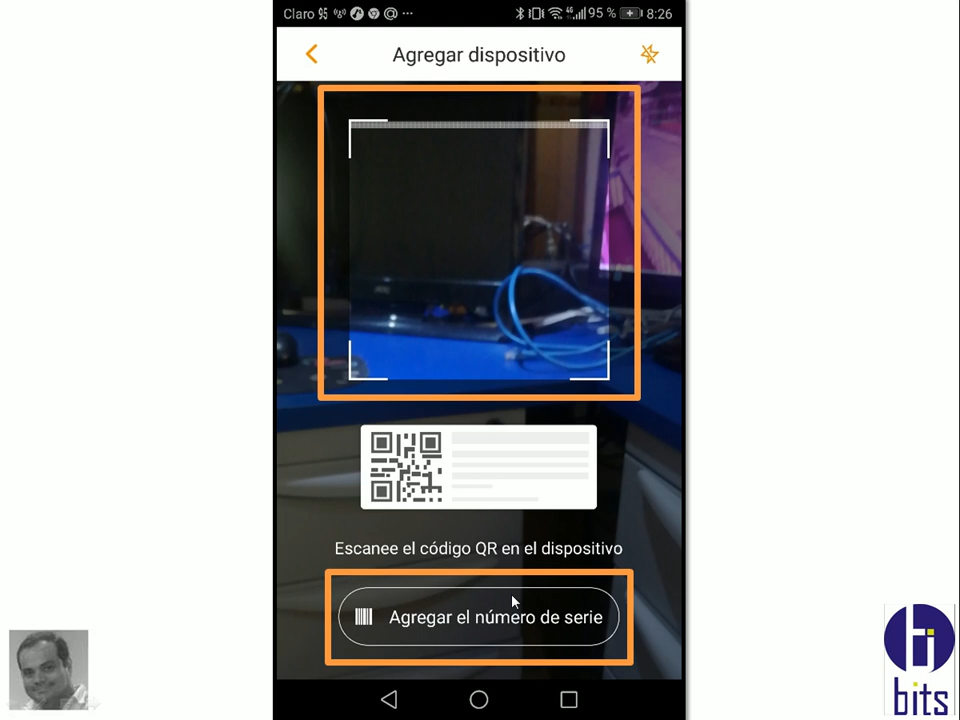 Claro 95 % 8:26
Agregar dispositivo
Escanee el código QR en el dispositivo
Agregar el número de serie
bits